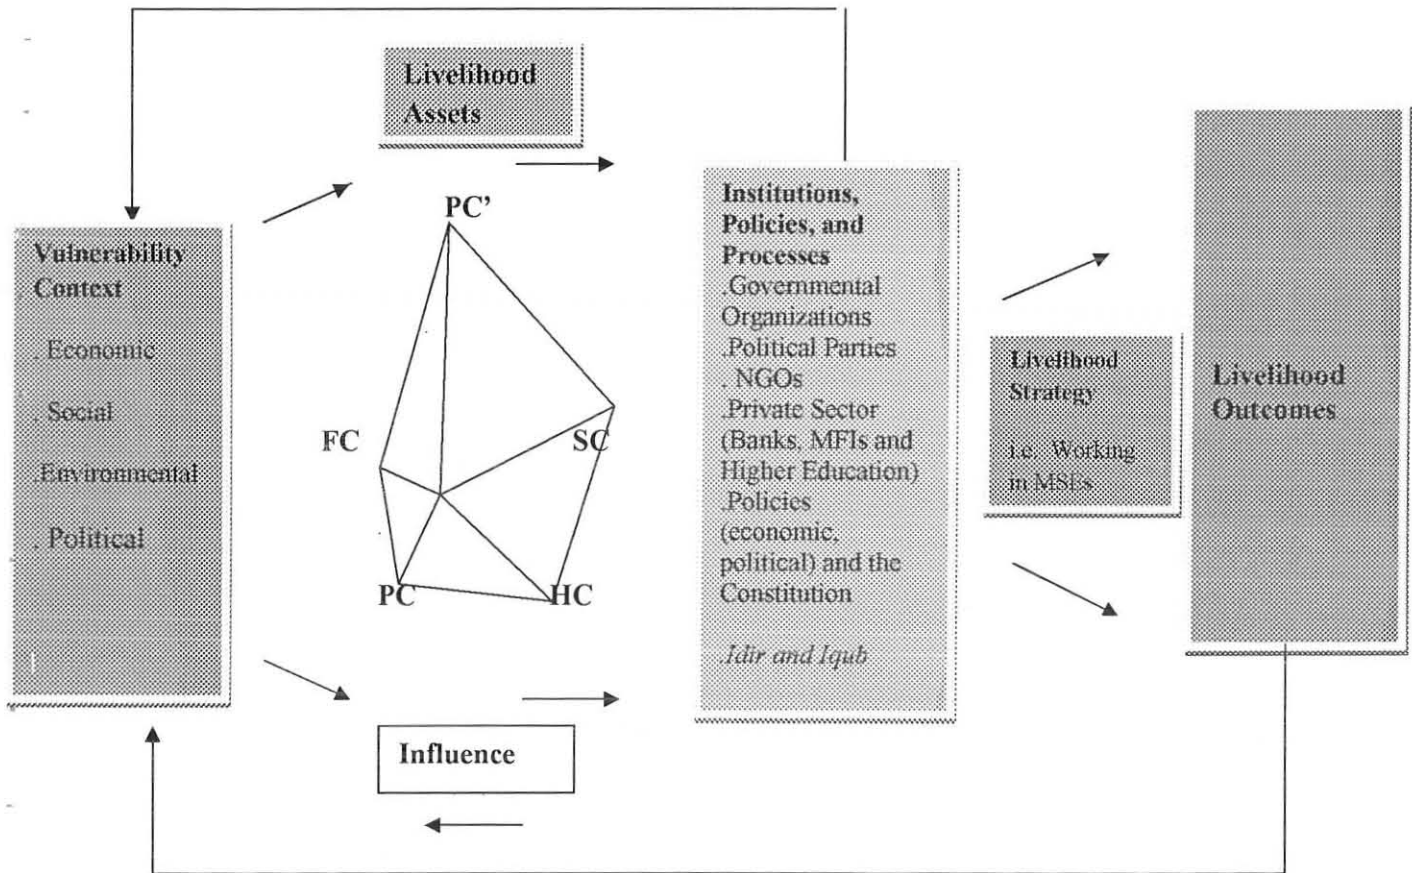 Livelihood
Assets
Vulnerability
Context
. Economic
. Social
.Environmental
. Political
PC’
FC
SC
PC
HC
Influence
Institutions,
Policies, and
Processes
.Governmental
Organizations
.Political Parties
. NGOs
.Private Sector
(Banks, MFIs and
Higher Education)
.Policies
(economic,
political) and the
Constitution
.Idir and Iqub
Livelihood
Strategy
i.e. Working
in MSEs
Livelihood
Outcomes